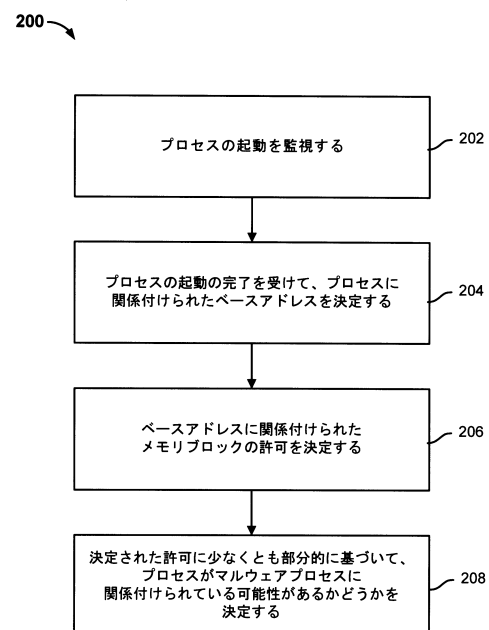 200
プロセスの起動を監視する
202
プロセスの起動の完了を受けて、プロセスに
関係付けられたベースアドレスを決定する
204
ベースアドレスに関係付けられた
メモリブロックの許可を決定する
206
決定された許可に少なくとも部分的に基づいて、
プロセスがマルウェアプロセスに
関係付けられている可能性があるかどうかを
決定する
208